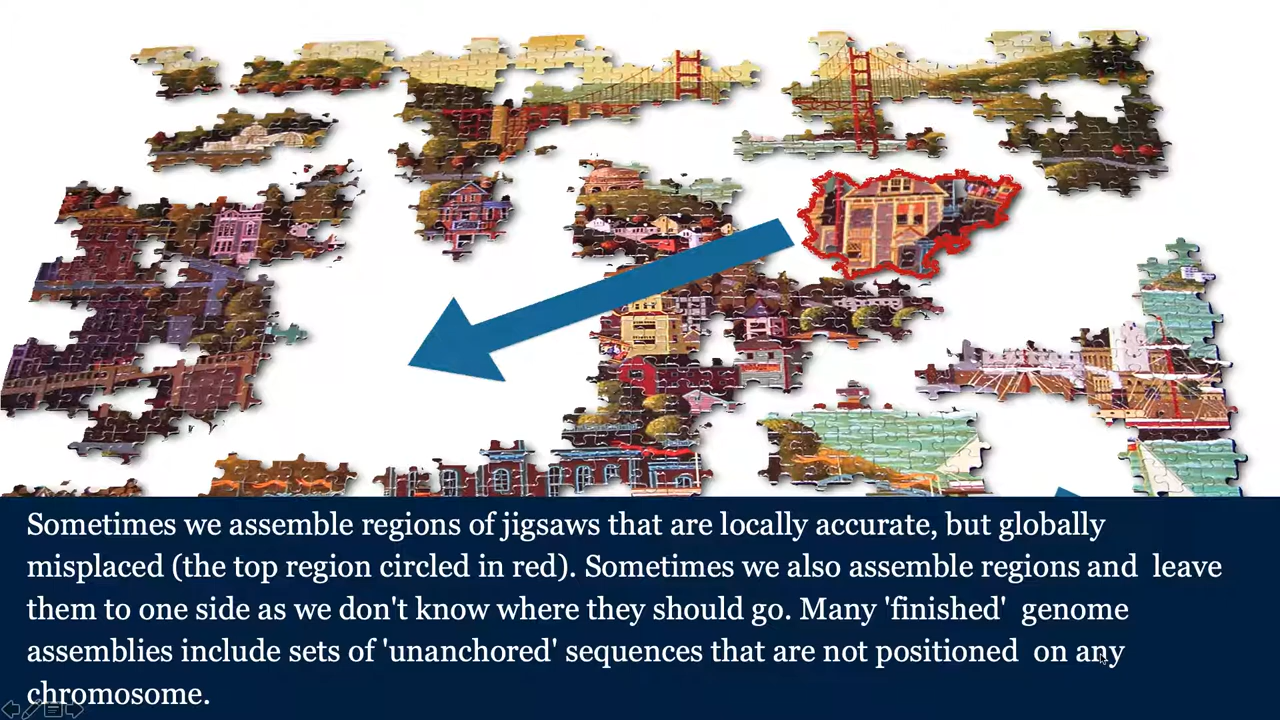 Sometimes we assemble regions of jigsaws that are locally accurate, but globally
misplaced (the top region circled in red). Sometimes we also assemble regions and leave
them to one side as we don't know where they should go. Many 'finished' genome
assemblies include sets of 'unanchored' sequences that are not positioned on any
chromosome.